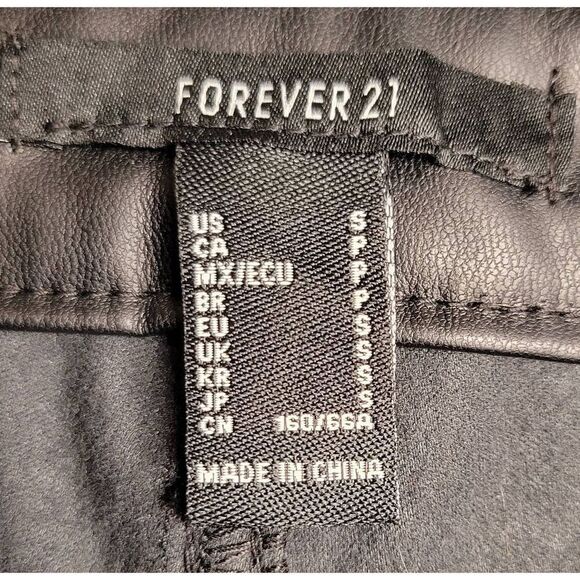 FOREVER 21
US S
CA P
MX/ECU P
BR P
EU S
UK S
KR S
JP S
CN 160/66A
MADE IN CHINA